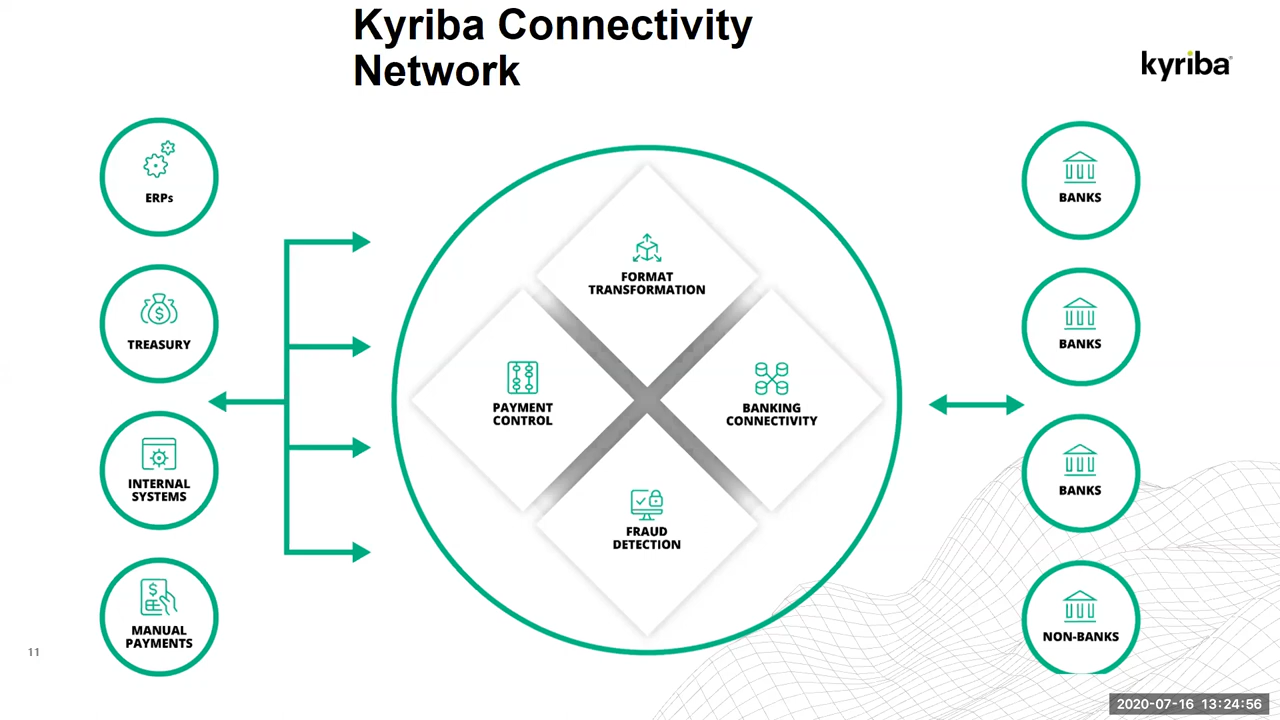 Kyriba Connectivity
Network
kyriba
ERPs
TREASURY
INTERNAL
SYSTEMS
MANUAL
PAYMENTS
FORMAT
TRANSFORMATION
PAYMENT
CONTROL
BANKING
CONNECTIVITY
FRAUD
DETECTION
BANKS
BANKS
BANKS
NON-BANKS
11
2020-07-16 13:24:56